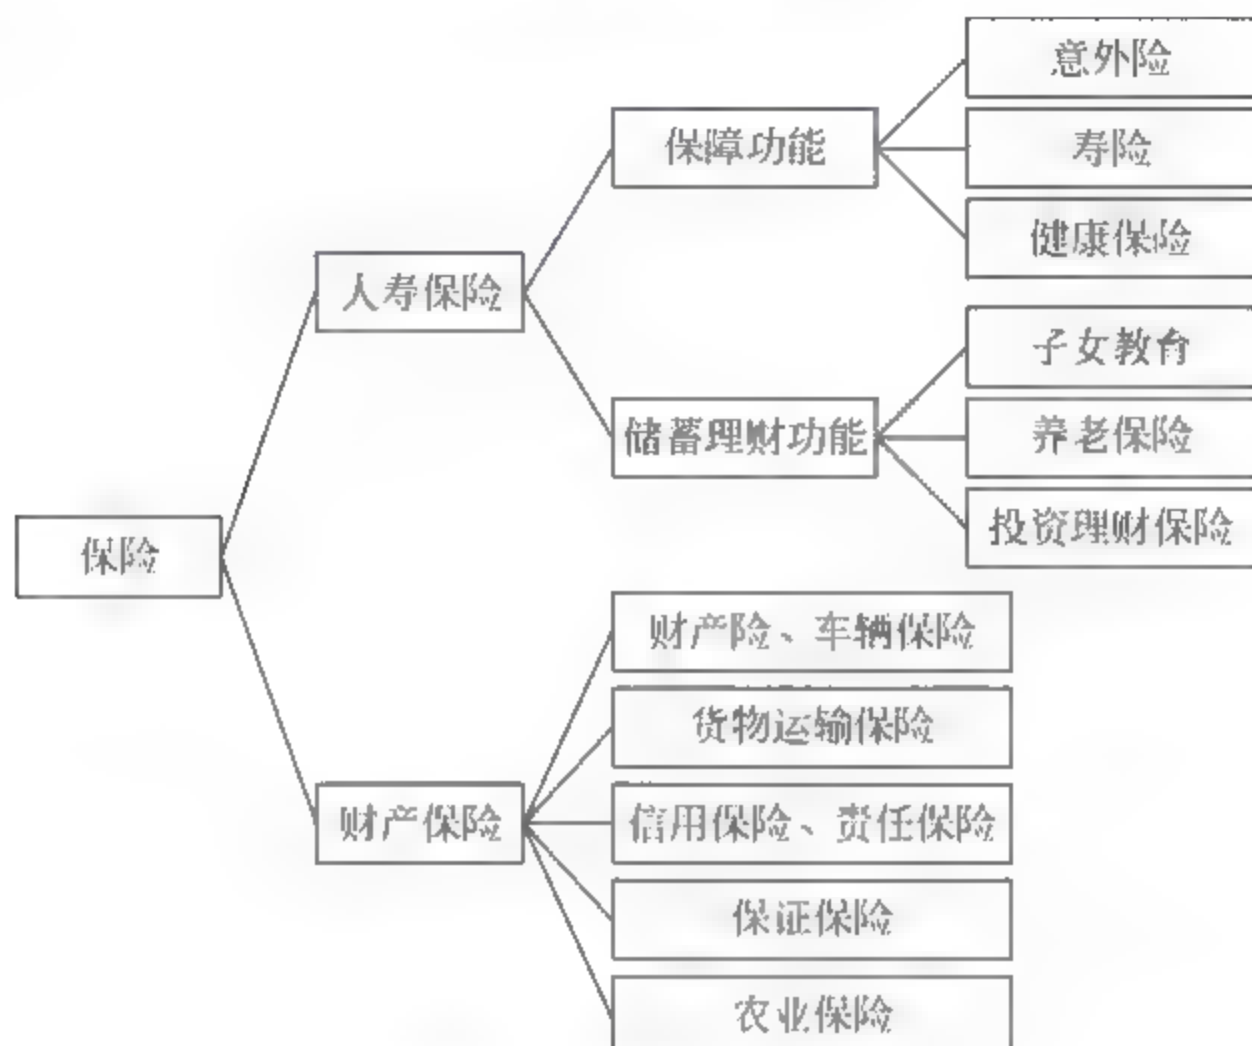 保险
人寿保险
保障功能
意外险
寿险
健康保险
储蓄理财功能
子女教育
养老保险
投资理财保险
财产保险
财产险、车辆保险
货物运输保险
信用保险、责任保险
保证保险
农业保险